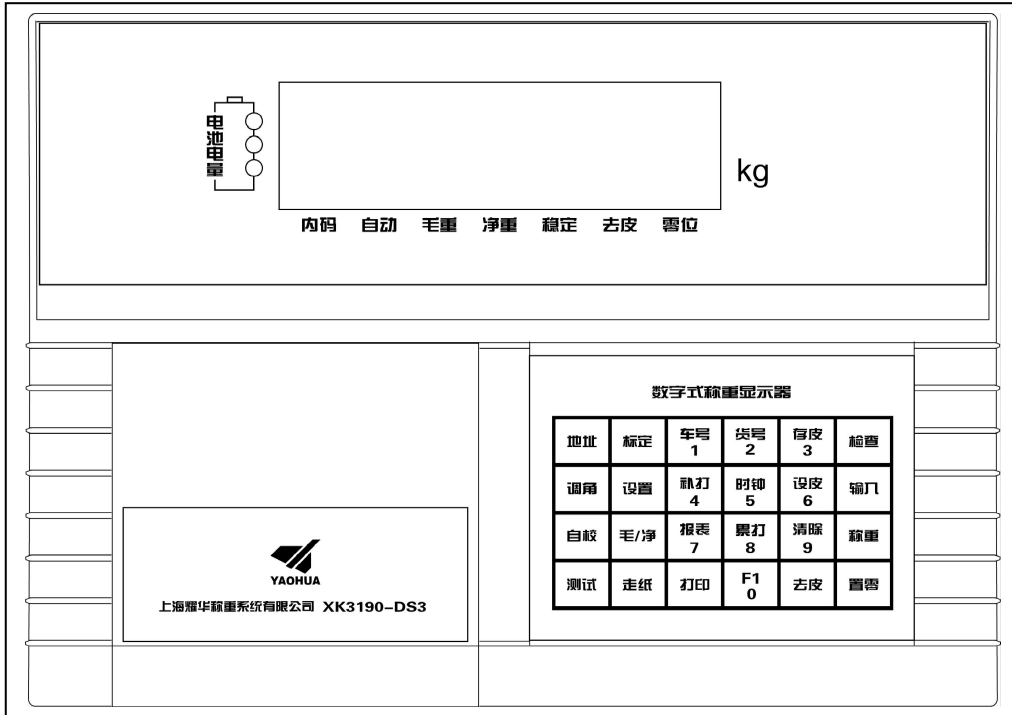 电池电量
kg
内码 自动 毛重 净重 稳定 去皮 零位
数字式称重显示器
地址 标定 车号 货号 存皮 检查
1 2 3
调角 设置 补打 时钟 设皮 输入
4 5 6
自校 毛/净 报表 累打 清除 称重
7 8 9
测试 走纸 打印 F1 去皮 置零
0
YAOHUA
上海耀华称重系统有限公司 XK3190-DS3